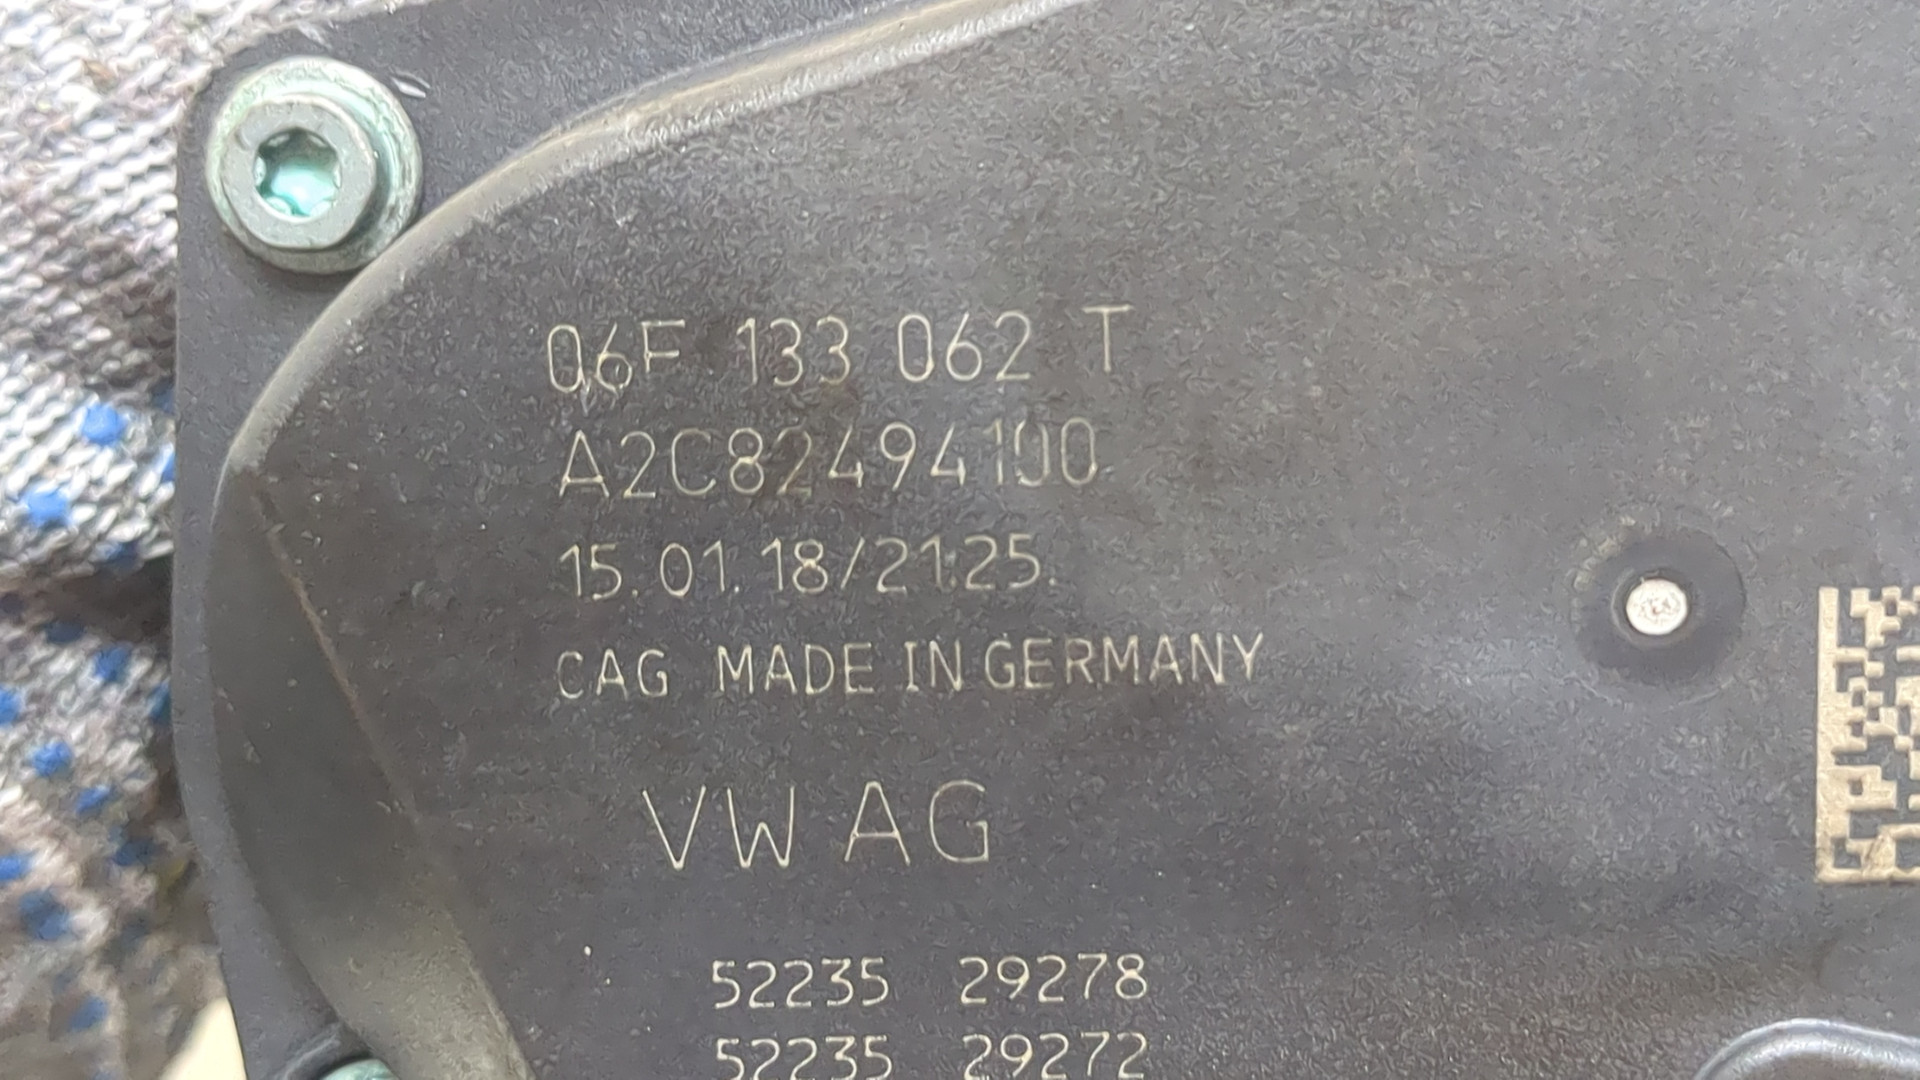 06F 133 062 T
A2C82494100
15.01.18/21:25.
CAG MADE IN GERMANY
VW AG
52235 29278
52235 29272